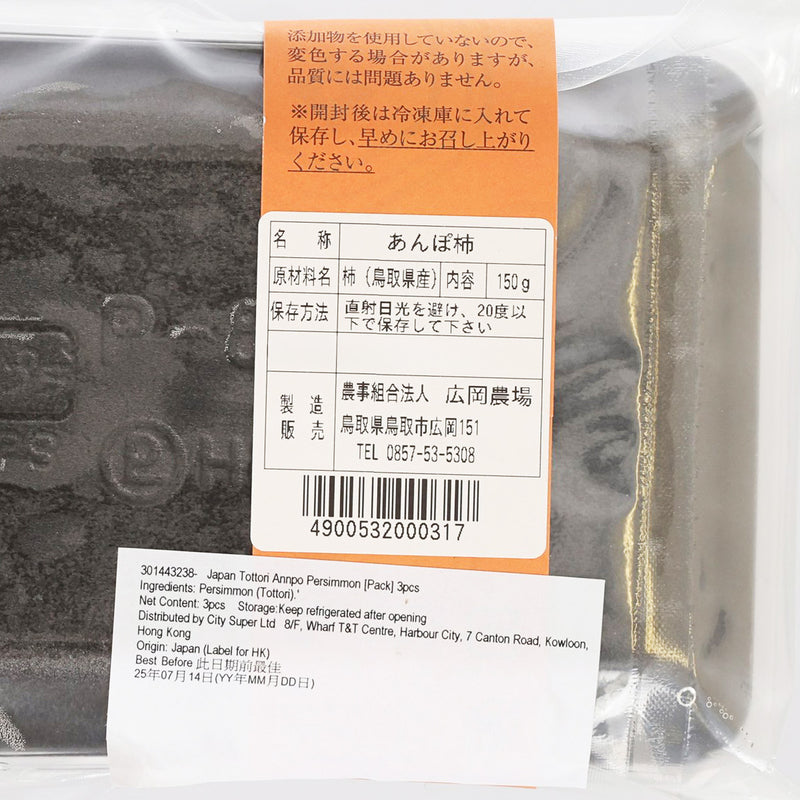 添加物を使用していないので、
変色する場合がありますが、
品質には問題ありません。
※開封後は冷凍庫に入れて
保存し、早めにお召し上がり
ください。
名 称 あんぽ柿
原材料名 柿（鳥取県産） 内容 150g
保存方法 直射日光を避け、20度以
下で保存して下さい
製 造
販 売
農事組合法人 広岡農場
鳥取県鳥取市広岡151
TEL 0857-53-5308
4900532000317
301443238- Japan Tottori Annpo Persimmon [Pack] 3pcs
Ingredients: Persimmon (Tottori).'
Net Content: 3pcs Storage:Keep refrigerated after opening
Distributed by City Super Ltd 8/F, Wharf T&T Centre, Harbour City, 7 Canton Road, Kowloon,
Hong Kong
Origin: Japan (Label for HK)
Best Before 此日期前最佳
25年07月14日(YY年MM月DD日)